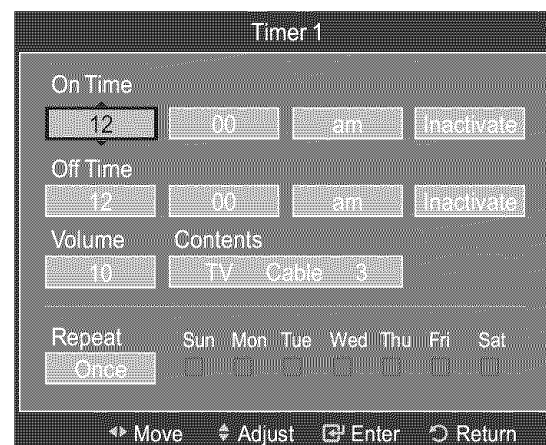 Timer 1
On Time
12 00 am Inactivate
Off Time
12 00 am Inactivate
Volume Contents
10 TV Cable 3
Repeat Sun Mon Tue Wed Thu Fri Sat
Once
Move Adjust Enter Return